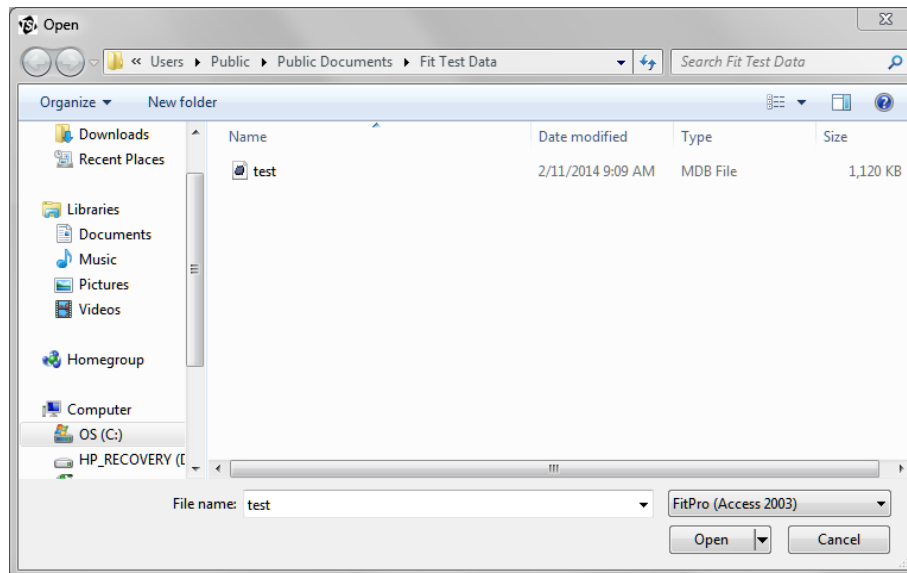 Open
« Users ▸ Public ▸ Public Documents ▸ Fit Test Data
Search Fit Test Data
Organize
New folder
Name
Date modified
Type
Size
test
2/11/2014 9:09 AM
MDB File
1,120 KB
Downloads
Recent Places
Libraries
Documents
Music
Pictures
Videos
Homegroup
Computer
OS (C:)
HP_RECOVERY (D
File name:
test
FitPro (Access 2003)
Open
Cancel